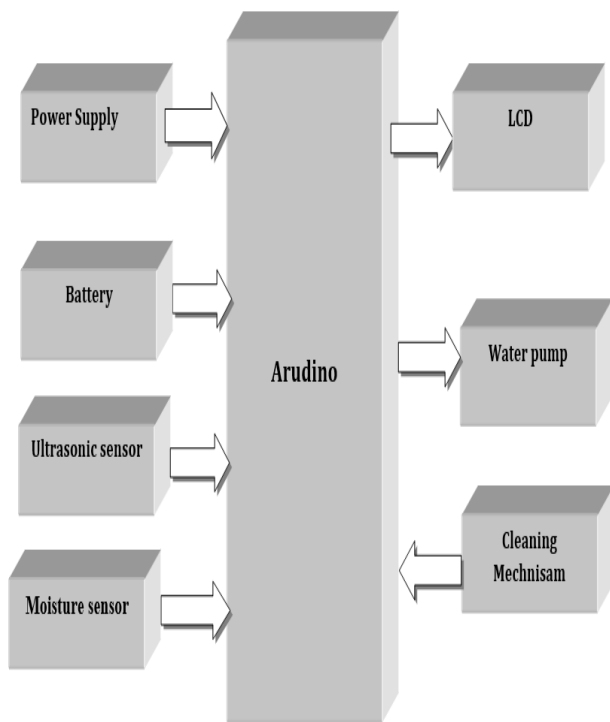 Power Supply
Battery
Ultrasonic sensor
Moisture sensor
Arudino
LCD
Water pump
Cleaning
Mechnisam